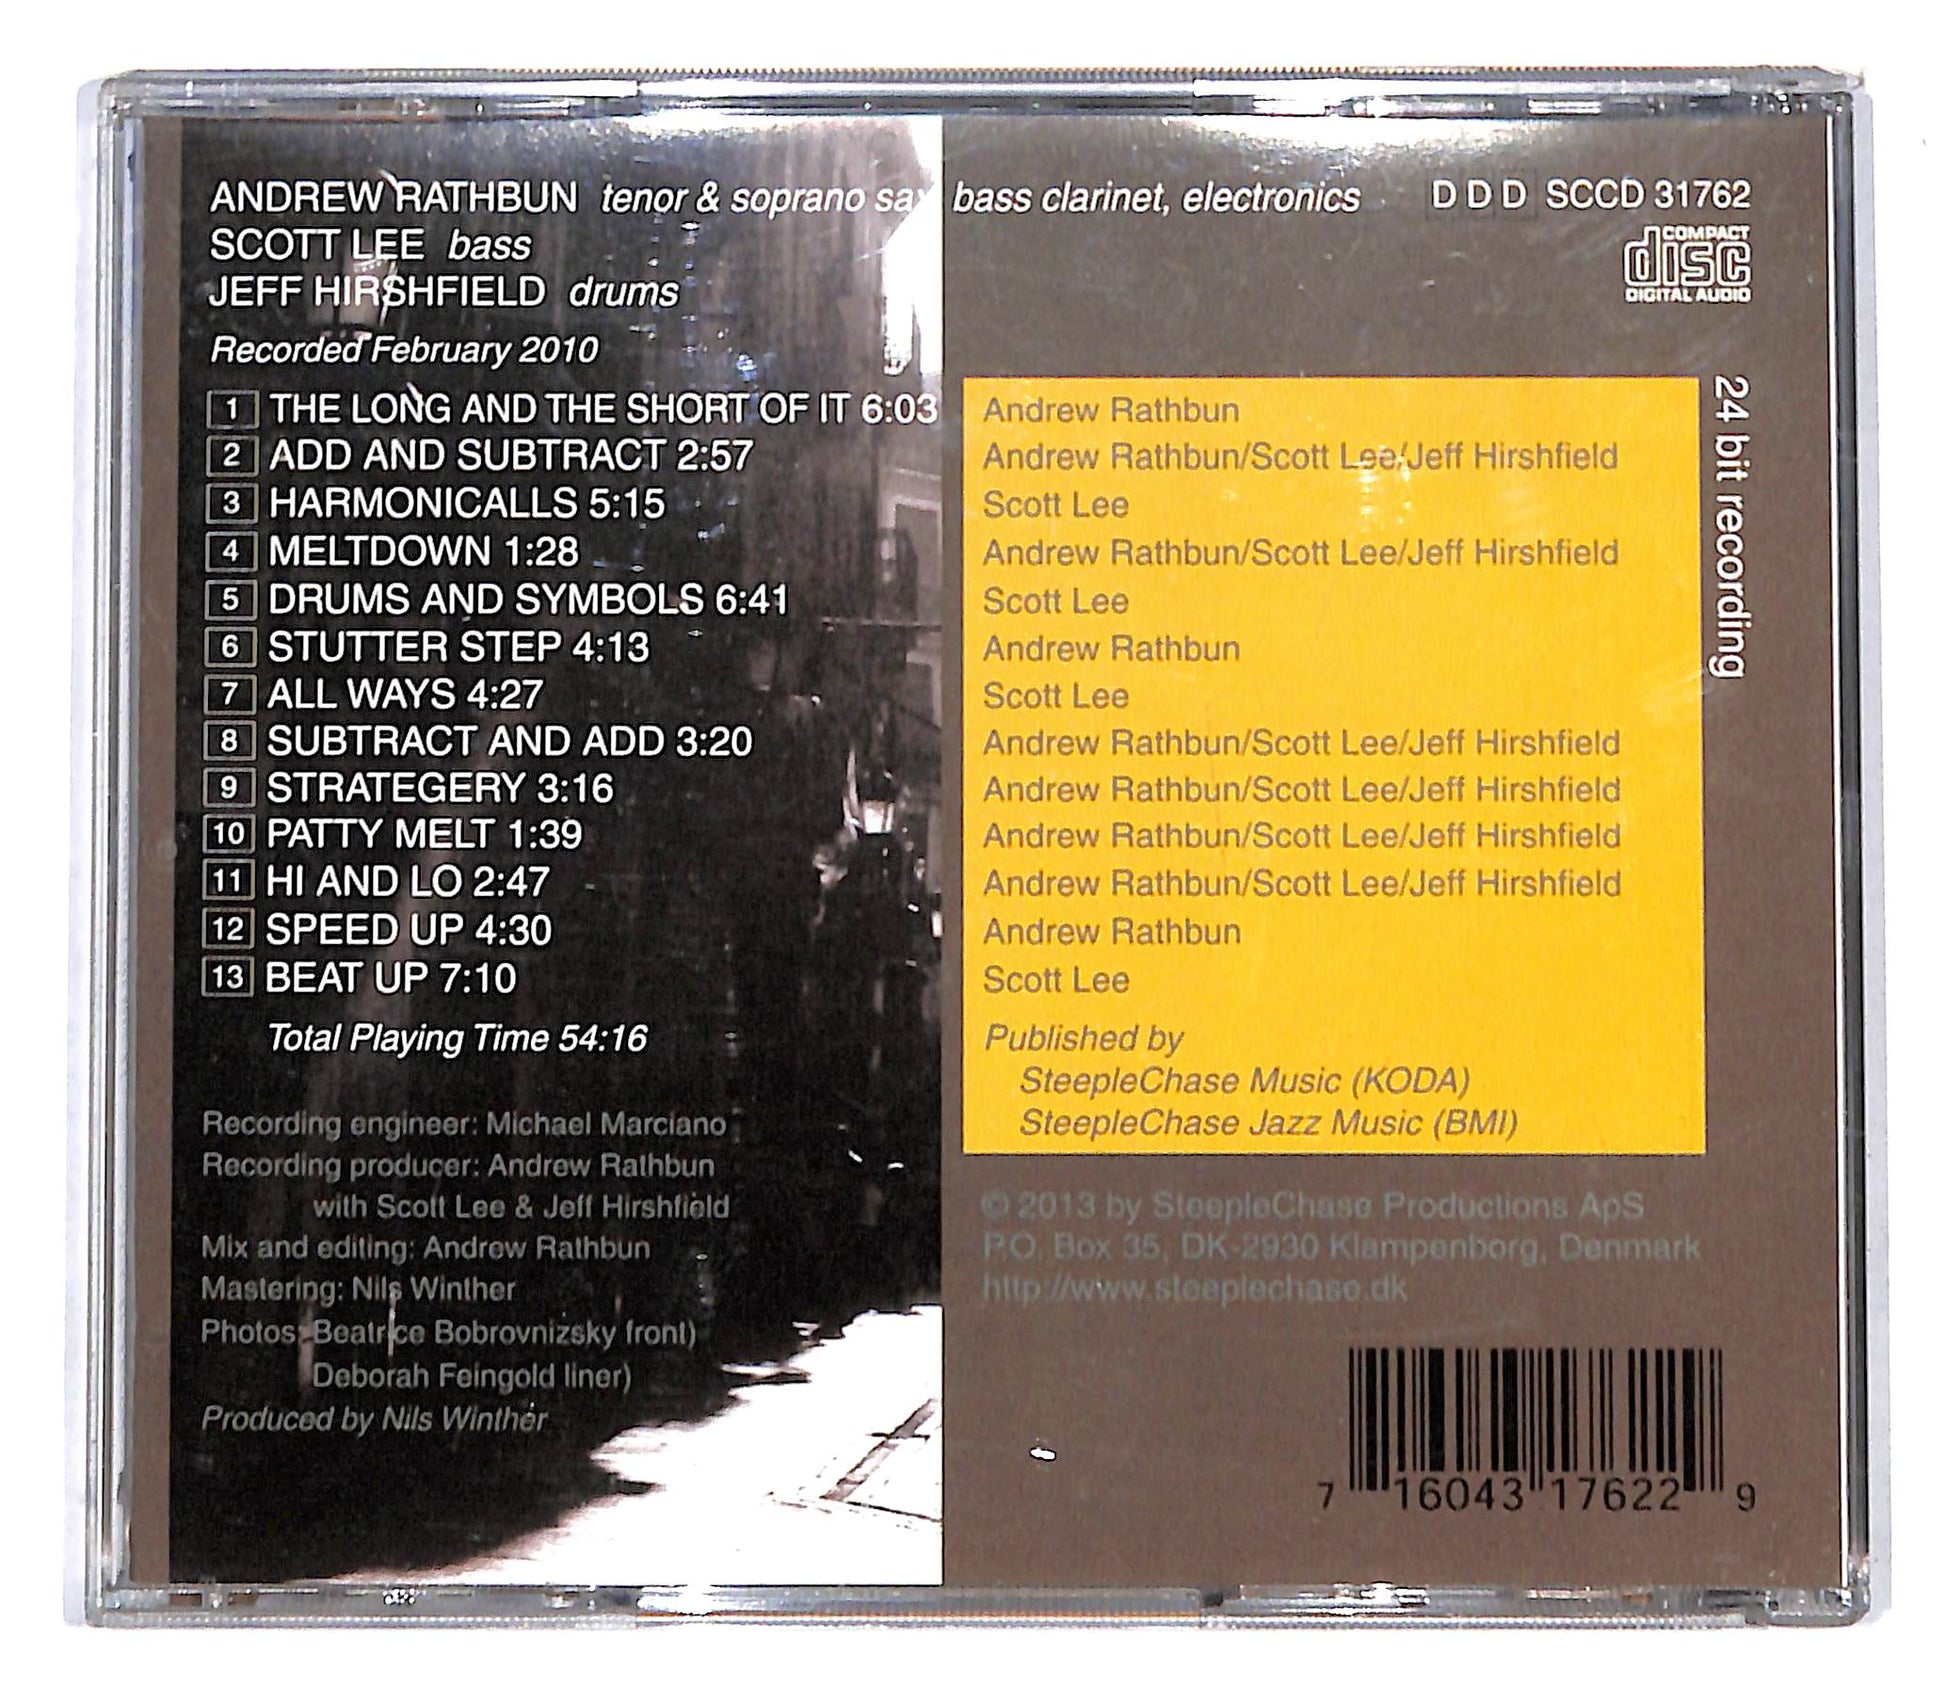 ANDREW RATHBUN tenor & soprano sax bass clarinet, electronics
DDD SCCD 31762
SCOTT LEE bass
JEFF HIRSHFIELD drums
COMPACT
disc
DIGITAL AUDIO
Recorded February 2010
24 bit recording
1 THE LONG AND THE SHORT OF IT 6:03 Andrew Rathbun
2 ADD AND SUBTRACT 2:57 Andrew Rathbun/Scott Lee/Jeff Hirshfield
3 HARMONICALLS 5:15 Scott Lee
4 MELTDOWN 1:28 Andrew Rathbun/Scott Lee/Jeff Hirshfield
5 DRUMS AND SYMBOLS 6:41 Scott Lee
6 STUTTER STEP 4:13 Andrew Rathbun
7 ALL WAYS 4:27 Scott Lee
8 SUBTRACT AND ADD 3:20 Andrew Rathbun/Scott Lee/Jeff Hirshfield
9 STRATEGERY 3:16 Andrew Rathbun/Scott Lee/Jeff Hirshfield
10 PATTY MELT 1:39 Andrew Rathbun/Scott Lee/Jeff Hirshfield
11 HI AND LO 2:47 Andrew Rathbun/Scott Lee/Jeff Hirshfield
12 SPEED UP 4:30 Andrew Rathbun
13 BEAT UP 7:10 Scott Lee
Total Playing Time 54:16
Published by
SteepleChase Music (KODA)
SteepleChase Jazz Music (BMI)
Recording engineer: Michael Marciano
Recording producer: Andrew Rathbun
with Scott Lee & Jeff Hirshfield
Mix and editing: Andrew Rathbun
Mastering: Nils Winther
Photos: Beatrice Bobrovnizsky front)
Deborah Feingold liner)
Produced by Nils Winther
© 2013 by SteepleChase Productions ApS
P.O. Box 35, DK-2930 Klampenborg, Denmark
http://www.steeplechase.dk
7 16043 17622 9